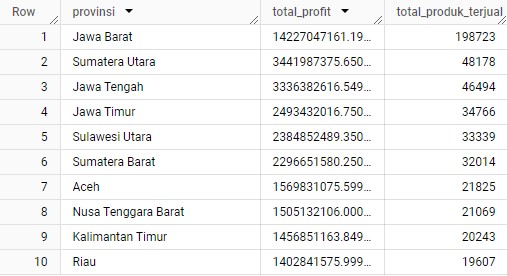 Row provinsi total_profit total_produk_terjual
1 Jawa Barat 14227047161.19... 198723
2 Sumatera Utara 3441987375.650... 48178
3 Jawa Tengah 3336382616.549... 46494
4 Jawa Timur 2493432016.750... 34766
5 Sulawesi Utara 2384852489.350... 33339
6 Sumatera Barat 2296651580.250... 32014
7 Aceh 1569831075.599... 21825
8 Nusa Tenggara Barat 1505132106.000... 21069
9 Kalimantan Timur 1456851163.849... 20243
10 Riau 1402841575.999... 19607